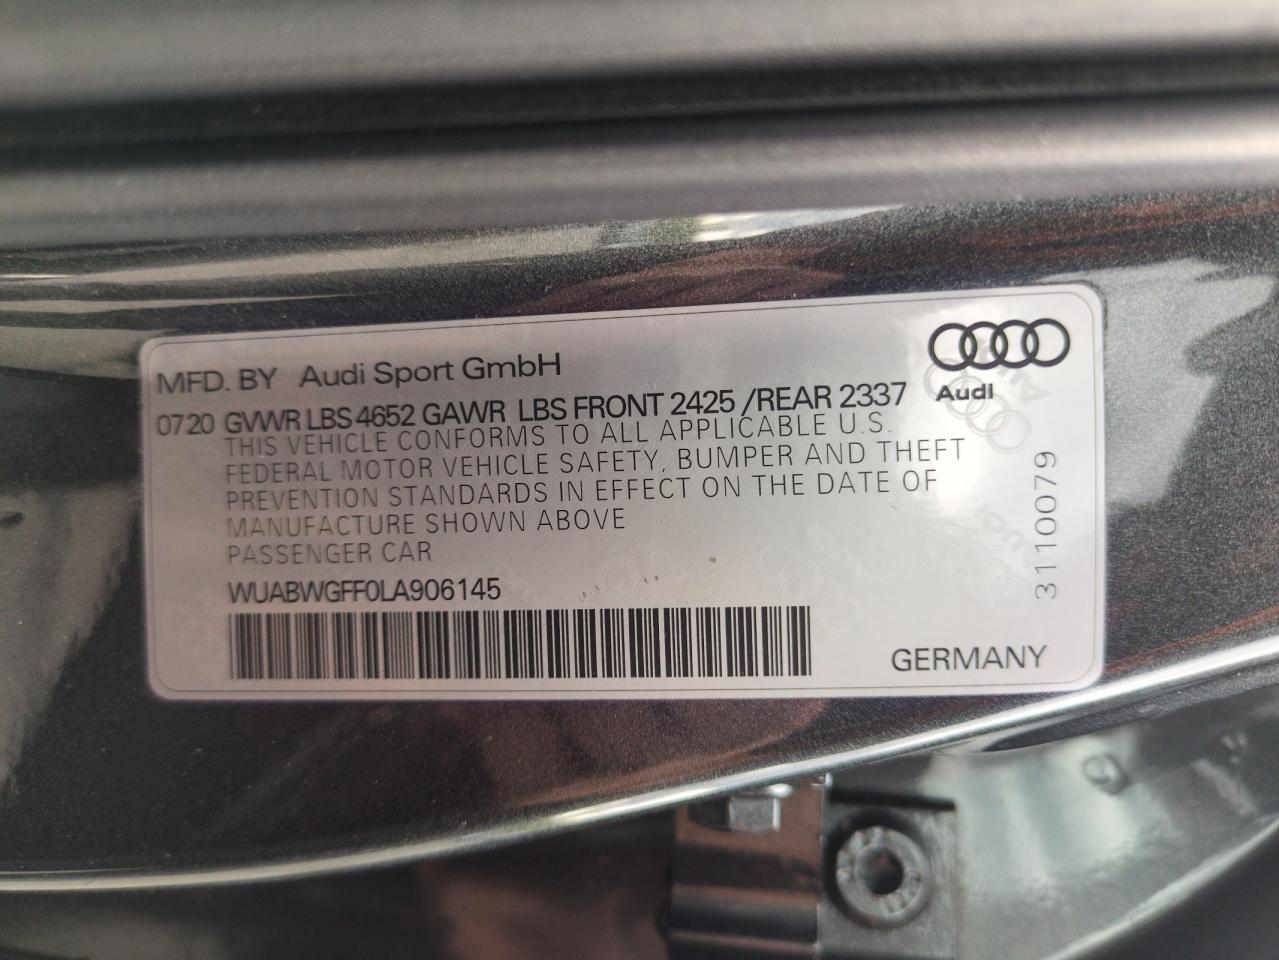 MFD. BY Audi Sport GmbH
Audi
0720 GVWR LBS 4652 GAWR LBS FRONT 2425 /REAR 2337
THIS VEHICLE CONFORMS TO ALL APPLICABLE U.S.
FEDERAL MOTOR VEHICLE SAFETY, BUMPER AND THEFT
PREVENTION STANDARDS IN EFFECT ON THE DATE OF
MANUFACTURE SHOWN ABOVE
PASSENGER CAR
WUABWGFF0LA906145
GERMANY
3110079